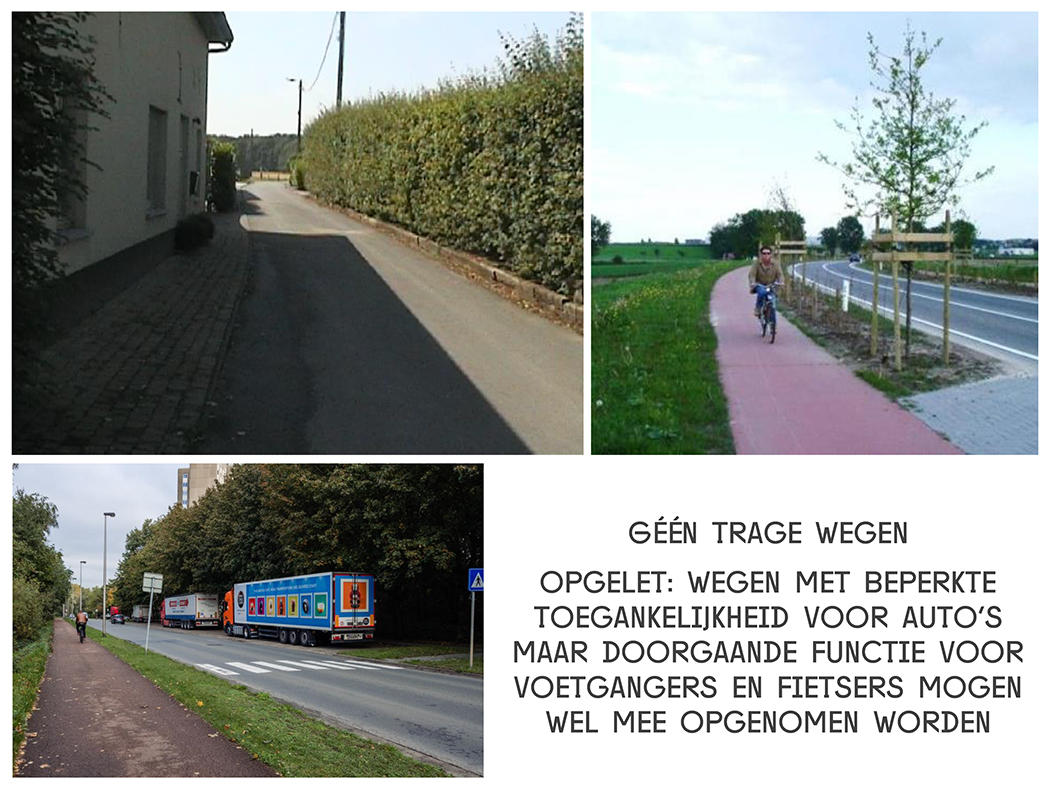 GÉÉN TRAGE WEGEN
OPGELET: WEGEN MET BEPERKTE
TOEGANKELIJKHEID VOOR AUTO'S
MAAR DOORGAANDE FUNCTIE VOOR
VOETGANGERS EN FIETSERS MOGEN
WEL MEE OPGENOMEN WORDEN